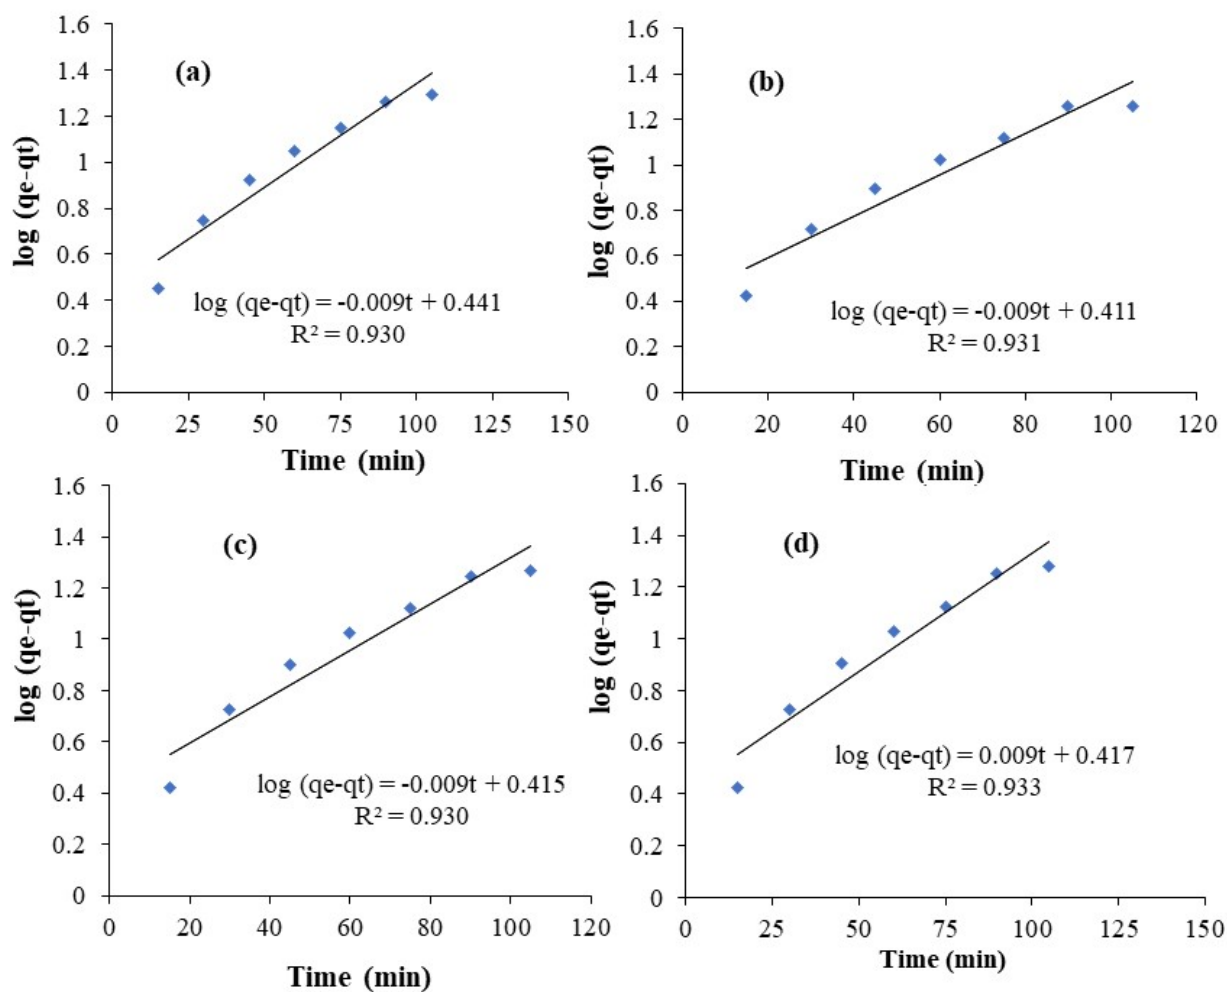 1.6
1.4
1.2
1
0.8
0.6
0.4
0.2
0
log (qe-qt)
(a)
log (qe-qt) = -0.009t + 0.441
R² = 0.930
0 25 50 75 100 125 150
Time (min)
1.6
1.4
1.2
1
0.8
0.6
0.4
0.2
0
log (qe-qt)
(b)
log (qe-qt) = -0.009t + 0.411
R² = 0.931
0 20 40 60 80 100 120
Time (min)
1.6
1.4
1.2
1
0.8
0.6
0.4
0.2
0
log (qe-qt)
(c)
log (qe-qt) = -0.009t + 0.415
R² = 0.930
0 20 40 60 80 100 120
Time (min)
1.6
1.4
1.2
1
0.8
0.6
0.4
0.2
0
log (qe-qt)
(d)
log (qe-qt) = 0.009t + 0.417
R² = 0.933
0 25 50 75 100 125 150
Time (min)